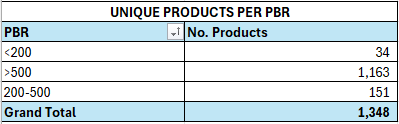 UNIQUE PRODUCTS PER PBR
PBR No. Products
<200 34
>500 1,163
200-500 151
Grand Total 1,348